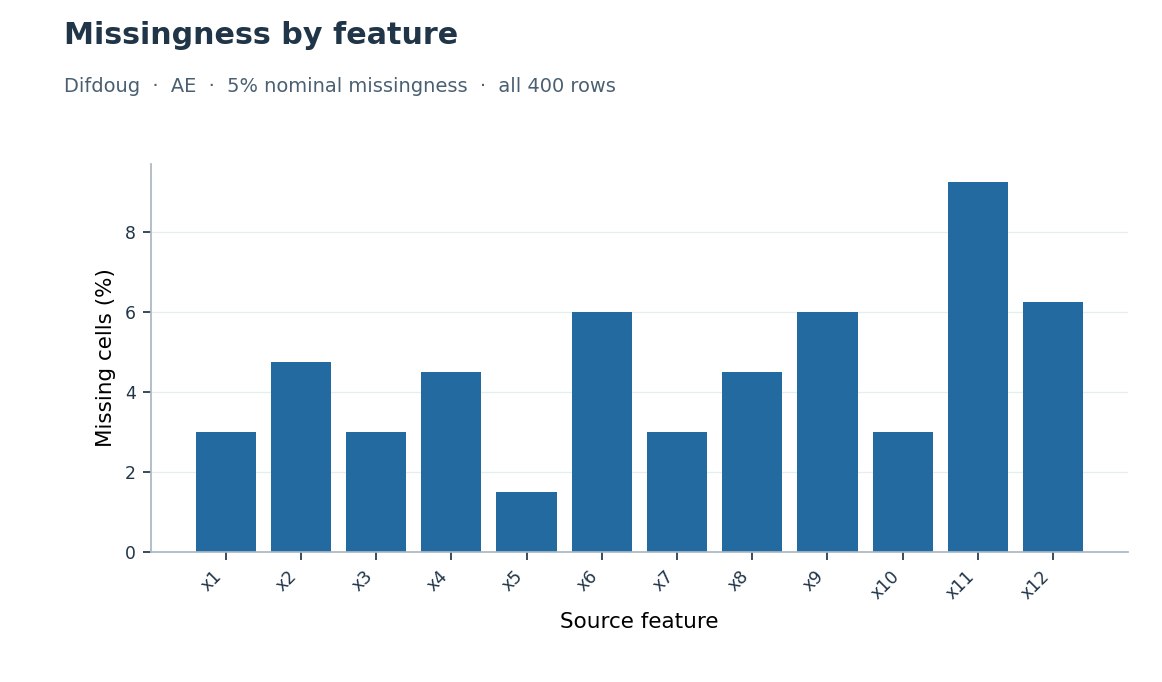 Missingness by feature
Difdoug · AE · 5% nominal missingness · all 400 rows
Missing cells (%)
8
6
4
2
0
x1 x2 x3 x4 x5 x6 x7 x8 x9 x10 x11 x12
Source feature